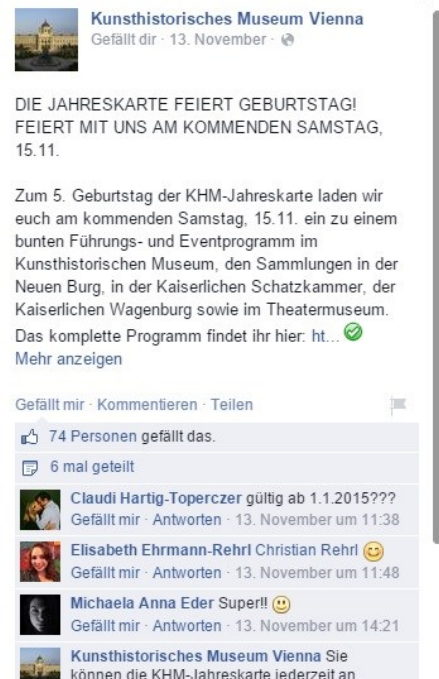 Kunsthistorisches Museum Vienna
Gefällt dir · 13. November ·
DIE JAHRESKARTE FEIERT GEBURTSTAG!
FEIERT MIT UNS AM KOMMENDEN SAMSTAG,
15.11.
Zum 5. Geburtstag der KHM-Jahreskarte laden wir
euch am kommenden Samstag, 15.11. ein zu einem
bunten Führungs- und Eventprogramm im
Kunsthistorischen Museum, den Sammlungen in der
Neuen Burg, in der Kaiserlichen Schatzkammer, der
Kaiserlichen Wagenburg sowie im Theatermuseum.
Das komplette Programm findet ihr hier: ht...
Mehr anzeigen
Gefällt mir · Kommentieren · Teilen
74 Personen gefällt das.
6 mal geteilt
Claudi Hartig-Toperczer gültig ab 1.1.2015???
Gefällt mir · Antworten · 13. November um 11:38
Elisabeth Ehrmann-Rehrl Christian Rehrl
Gefällt mir · Antworten · 13. November um 11:48
Michaela Anna Eder Super!!
Gefällt mir · Antworten · 13. November um 14:21
Kunsthistorisches Museum Vienna Sie
können die KHM-Jahreskarte jederzeit an